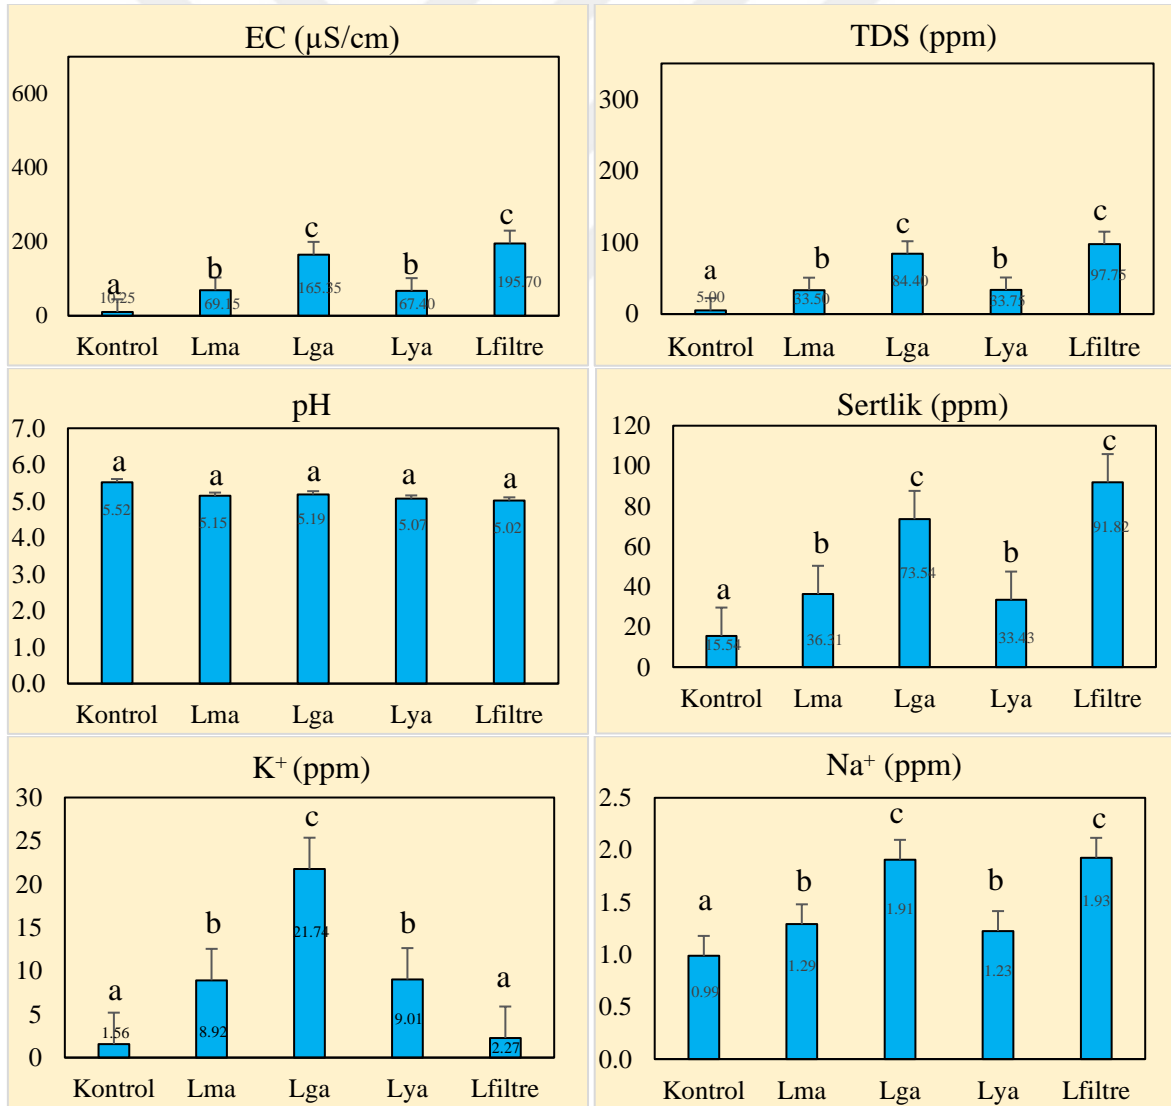 EC (µS/cm)
600
400
200
0
a
b
c
b
c
10.25
69.15
165.35
67.40
195.70
Kontrol Lma Lga Lya Lfiltre
TDS (ppm)
300
200
100
0
a
b
c
b
c
5.00
33.50
84.40
33.75
97.75
Kontrol Lma Lga Lya Lfiltre
pH
7.0
6.0
5.0
4.0
3.0
2.0
1.0
0.0
a
a
a
a
a
5.52
5.15
5.19
5.07
5.02
Kontrol Lma Lga Lya Lfiltre
Sertlik (ppm)
120
100
80
60
40
20
0
a
b
c
b
c
15.54
36.31
73.54
33.43
91.82
Kontrol Lma Lga Lya Lfiltre
K⁺ (ppm)
30
25
20
15
10
5
0
a
b
c
b
a
1.56
8.92
21.74
9.01
2.27
Kontrol Lma Lga Lya Lfiltre
Na⁺ (ppm)
2.5
2.0
1.5
1.0
0.5
0.0
a
b
c
b
c
0.99
1.29
1.91
1.23
1.93
Kontrol Lma Lga Lya Lfiltre